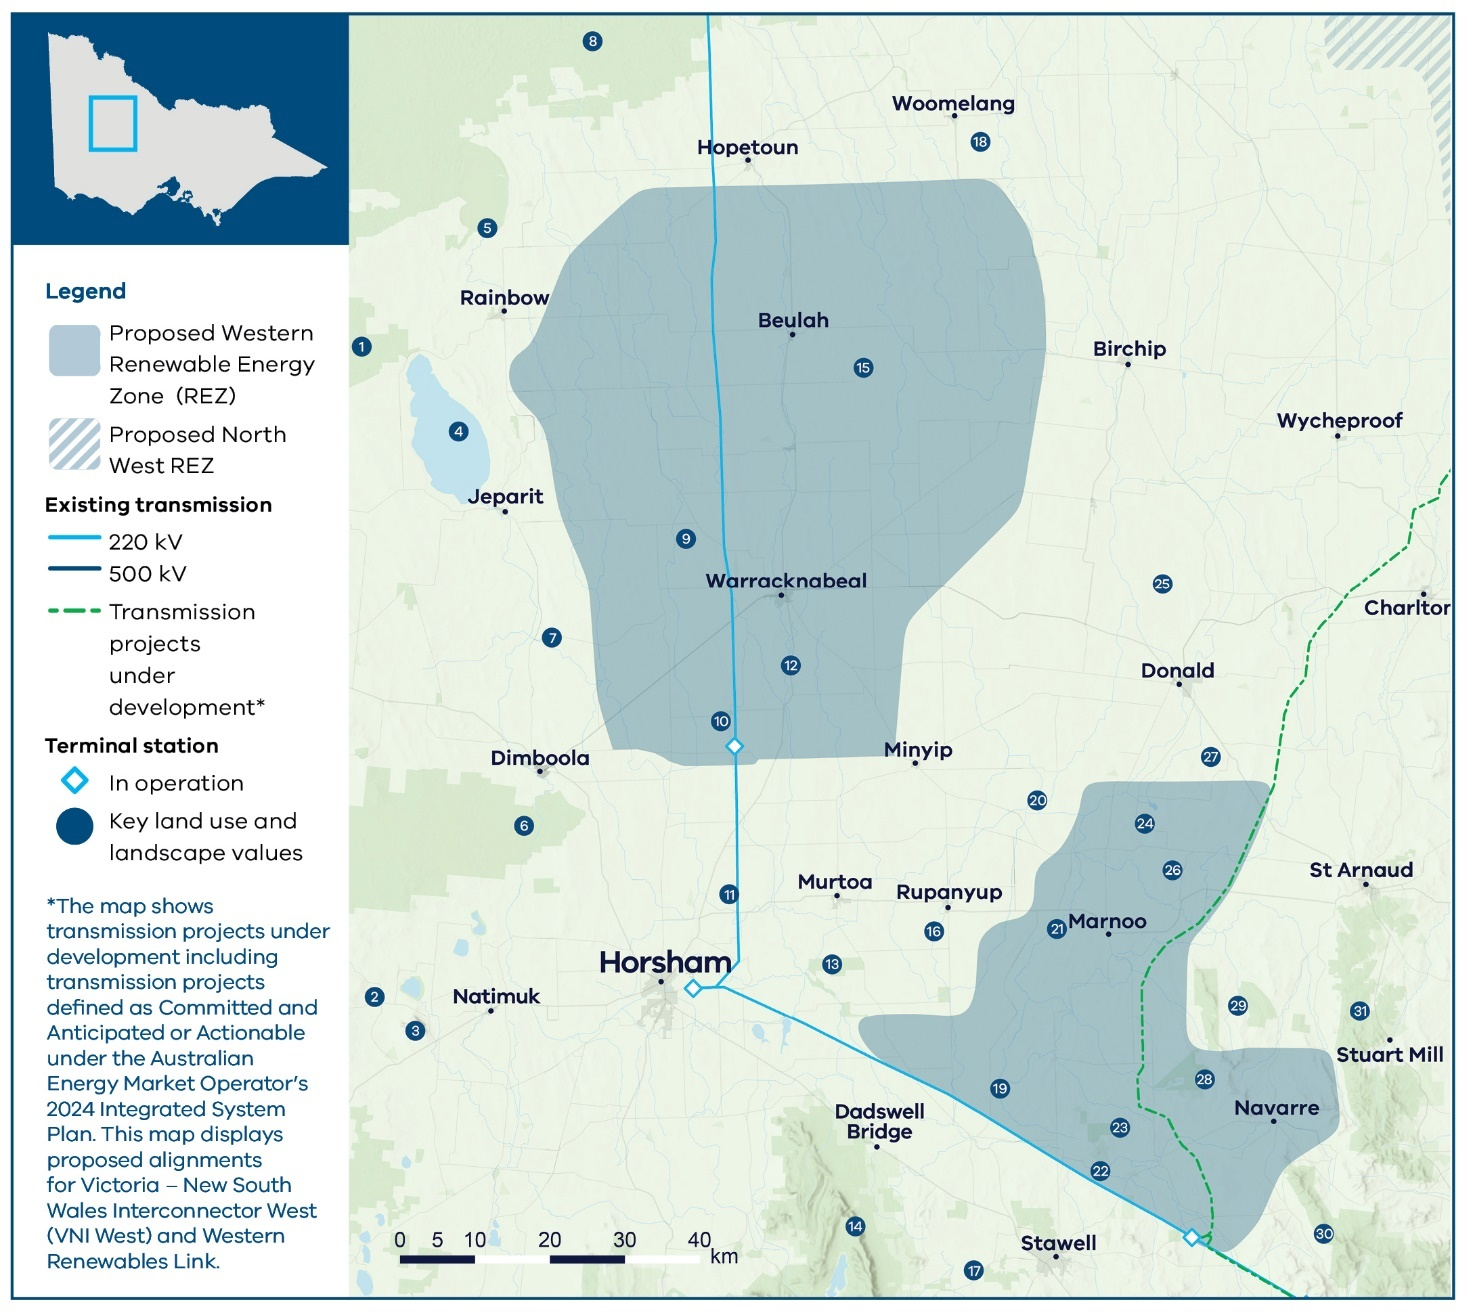 Legend
Proposed Western
Renewable Energy
Zone (REZ)
Proposed North
West REZ
Existing transmission
220 kV
500 kV
Transmission
projects
under
development*
Terminal station
In operation
Key land use and
landscape values
*The map shows
transmission projects under
development including
transmission projects
defined as Committed and
Anticipated or Actionable
under the Australian
Energy Market Operator's
2024 Integrated System
Plan. This map displays
proposed alignments
for Victoria – New South
Wales Interconnector West
(VNI West) and Western
Renewables Link.
8
Woomelang
18
Hopetoun
5
Rainbow
Beulah
1
Birchip
15
Wycheproof
4
Jeparit
9
Warracknabeal
25
Charlton
7
12
Donald
10
Minyip
Dimboola
27
20
6
24
26
St Arnaud
Murtoa
Rupanyup
11
21
Marnoo
16
Horsham
13
2
Natimuk
29
31
3
Stuart Mill
28
19
Navarre
Dadswell
Bridge
23
22
14
30
Stawell
17
0 5 10 20 30 40
km